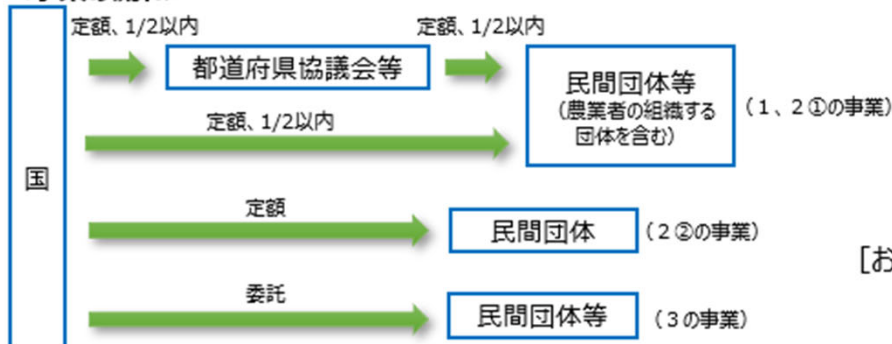 定額、1/2以内
定額、1/2以内
都道府県協議会等
民間団体等
（農業者の組織する
団体を含む）
（1、2①の事業）
定額、1/2以内
国
定額
民間団体
（2②の事業）
[お
委託
民間団体等
（3の事業）